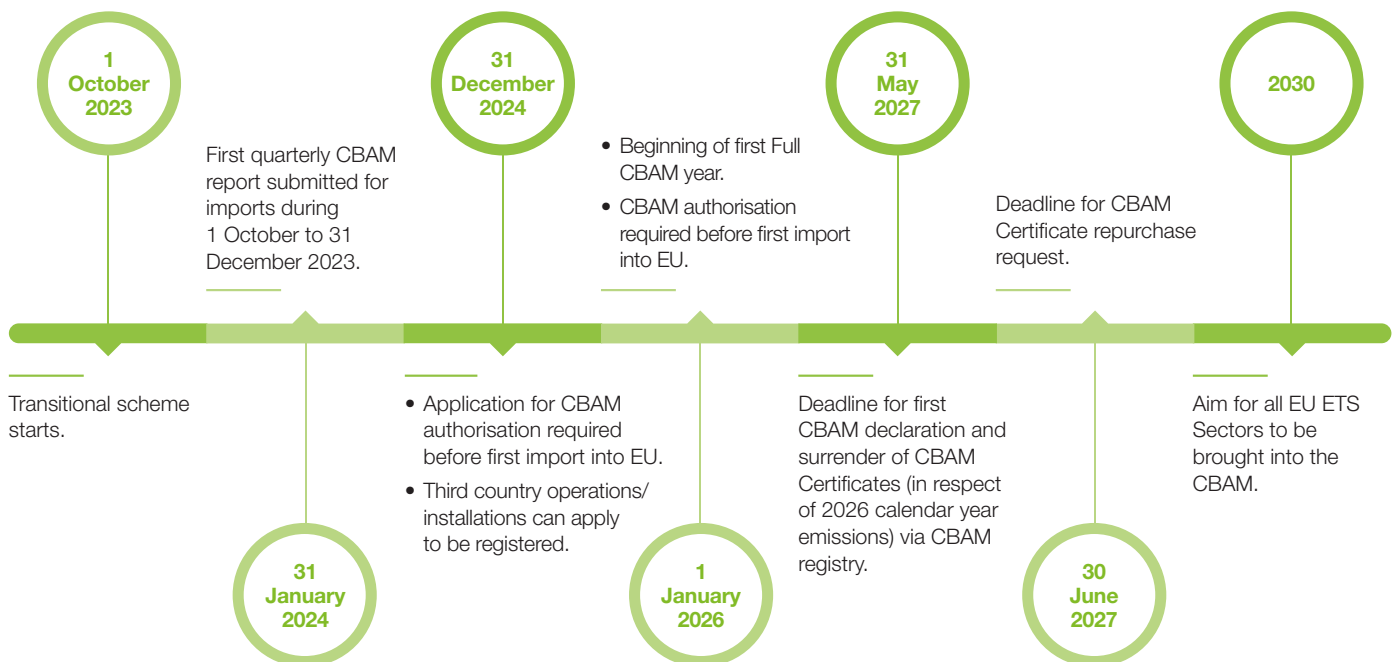 1
October
2023
Transitional scheme
starts.
First quarterly CBAM
report submitted for
imports during
1 October to 31
December 2023.
31
January
2024
31
December
2024
• Application for CBAM
authorisation required
before first import into EU.
• Third country operations/
installations can apply
to be registered.
• Beginning of first Full
CBAM year.
• CBAM authorisation
required before first import
into EU.
1
January
2026
31
May
2027
Deadline for first
CBAM declaration and
surrender of CBAM
Certificates (in respect
of 2026 calendar year
emissions) via CBAM
registry.
Deadline for CBAM
Certificate repurchase
request.
30
June
2027
2030
Aim for all EU ETS
Sectors to be
brought into the
CBAM.